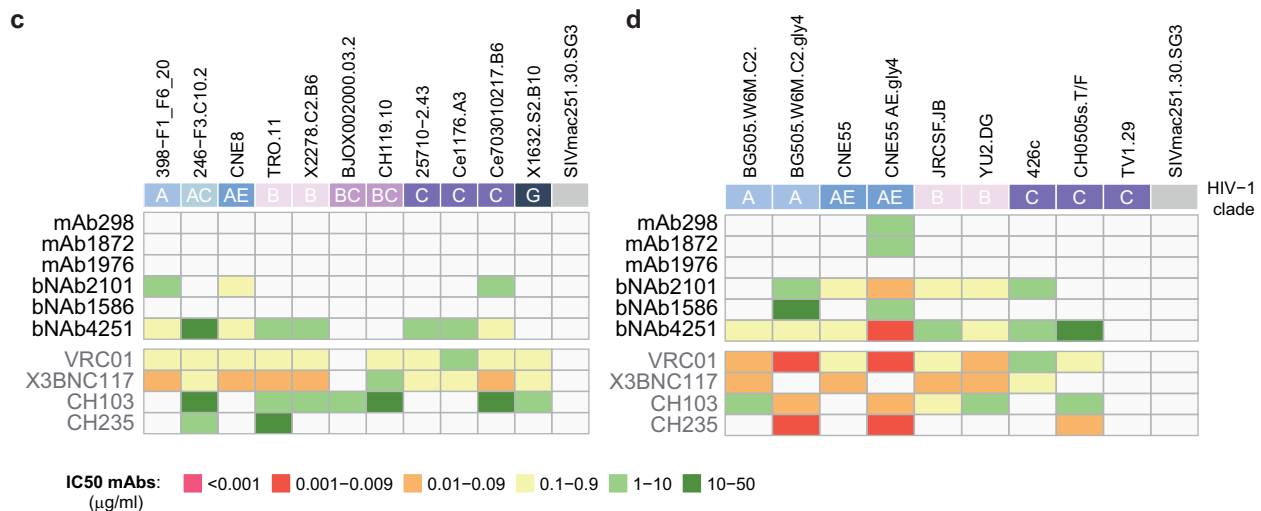 c
398−F1_F6_20
246−F3.C10.2
CNE8
TRO.11
X2278.C2.B6
BJOX002000.03.2
CH119.10
25710−2.43
Ce1176.A3
Ce703010217.B6
X1632.S2.B10
SIVmac251.30.SG3
A AC AE B B BC BC C C C G
mAb298
mAb1872
mAb1976
bNAb2101
bNAb1586
bNAb4251
VRC01
X3BNC117
CH103
CH235
d
BG505.W6M.C2.
BG505.W6M.C2.gly4
CNE55
CNE55.AE.gly4
JRCSF.JB
YU2.DG
426c
CH0505s.T/F
TV1.29
SIVmac251.30.SG3
A A AE AE B B C C C
HIV−1
clade
mAb298
mAb1872
mAb1976
bNAb2101
bNAb1586
bNAb4251
VRC01
X3BNC117
CH103
CH235
IC50 mAbs: <0.001 0.001−0.009 0.01−0.09 0.1−0.9 1−10 10−50
(μg/ml)